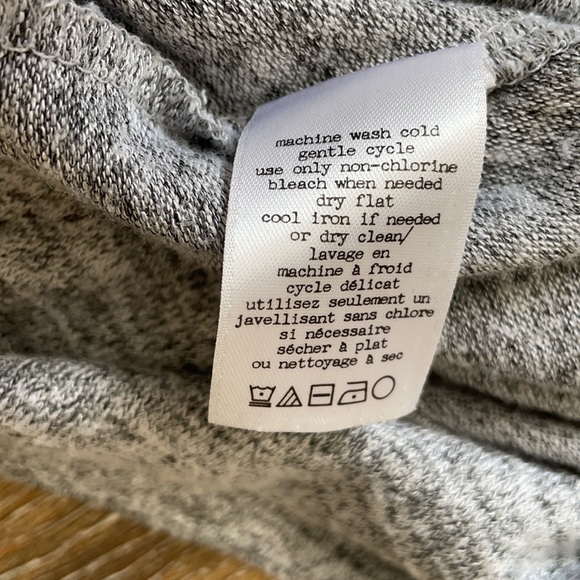 machine wash cold
gentle cycle
use only non-chlorine
bleach when needed
dry flat
cool iron if needed
or dry clean/
lavage en
machine à froid
cycle délicat
utilisez seulement un
javellisant sans chlore
si nécessaire
sécher à plat
ou nettoyage à sec